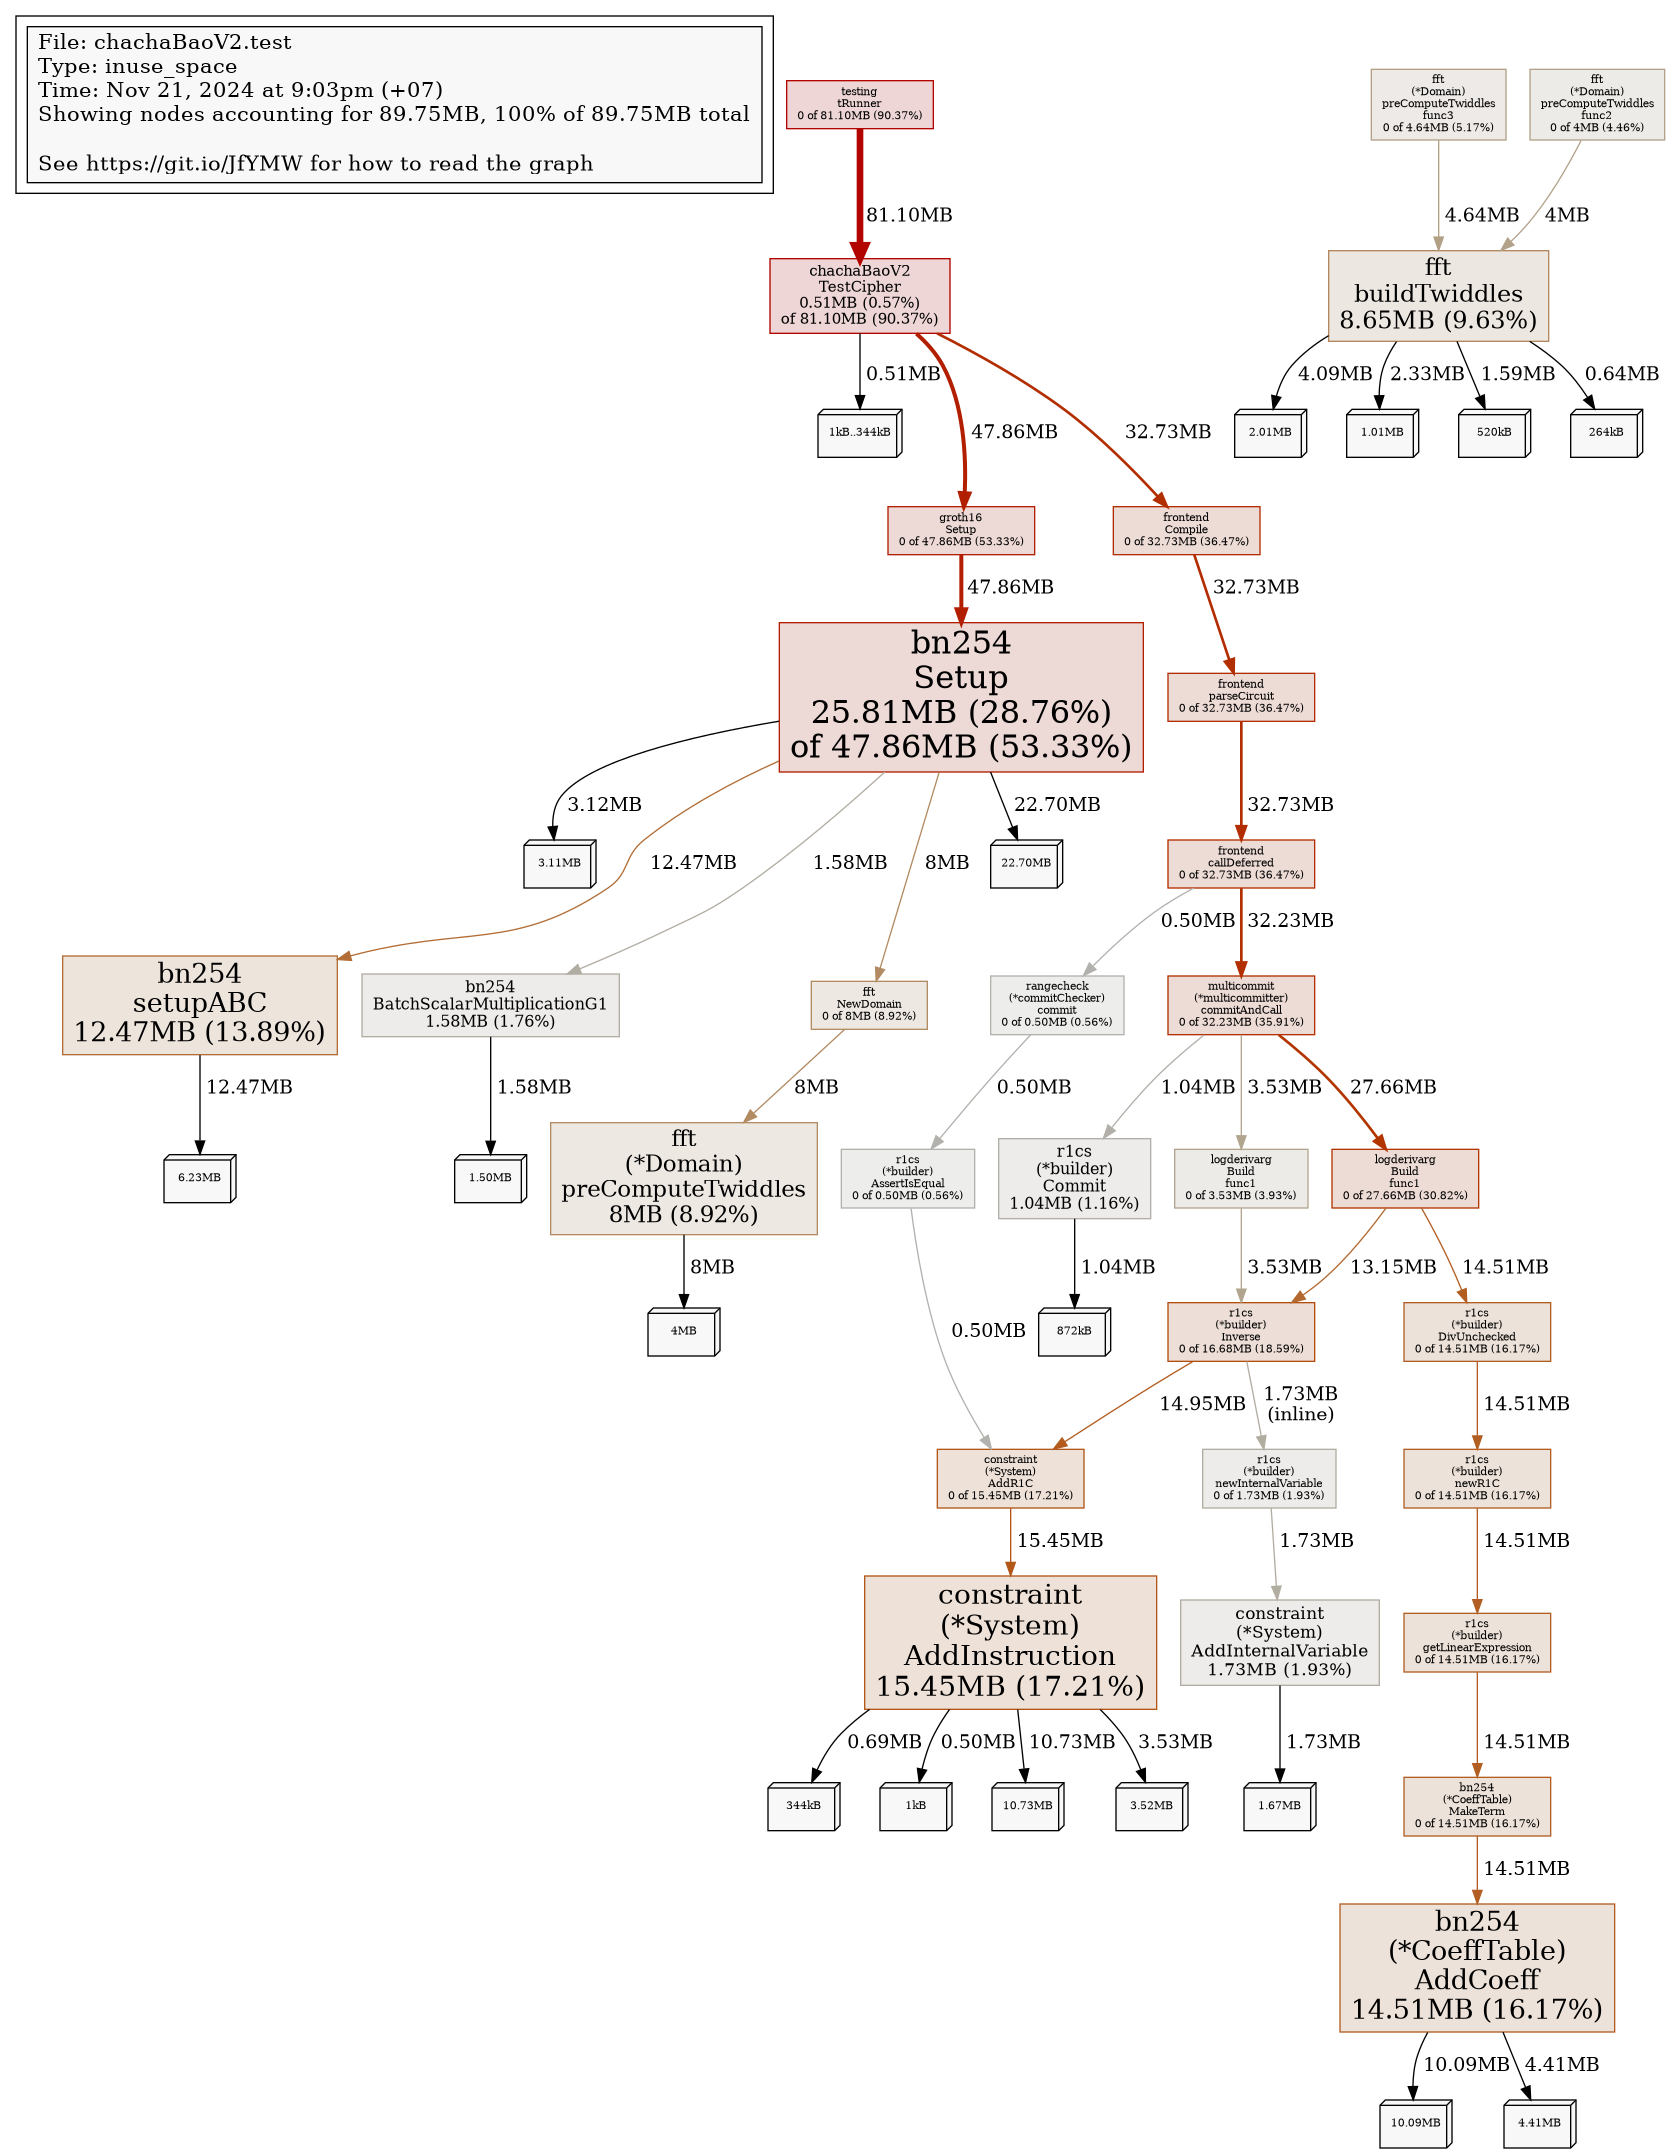 File: chachaBaoV2.test
Type: inuse_space
Time: Nov 21, 2024 at 9:03pm (+07)
Showing nodes accounting for 89.75MB, 100% of 89.75MB total
See https://git.io/JfYMW for how to read the graph
testing
tRunner
0 of 81.10MB (90.37%)
fft
(*Domain)
preComputeTwiddles
func3
0 of 4.64MB (5.17%)
fft
(*Domain)
preComputeTwiddles
func2
0 of 4MB (4.46%)
81.10MB
4.64MB
4MB
chachaBaoV2
TestCipher
0.51MB (0.57%)
of 81.10MB (90.37%)
fft
buildTwiddles
8.65MB (9.63%)
0.51MB
47.86MB
32.73MB
4.09MB
2.33MB
1.59MB
0.64MB
1kB..344kB
2.01MB
1.01MB
520kB
264kB
groth16
Setup
0 of 47.86MB (53.33%)
frontend
Compile
0 of 32.73MB (36.47%)
47.86MB
32.73MB
bn254
Setup
25.81MB (28.76%)
of 47.86MB (53.33%)
frontend
parseCircuit
0 of 32.73MB (36.47%)
3.12MB
12.47MB
1.58MB
8MB
22.70MB
32.73MB
3.11MB
22.70MB
frontend
callDeferred
0 of 32.73MB (36.47%)
0.50MB
32.23MB
bn254
setupABC
12.47MB (13.89%)
bn254
BatchScalarMultiplicationG1
1.58MB (1.76%)
fft
NewDomain
0 of 8MB (8.92%)
rangecheck
(*commitChecker)
commit
0 of 0.50MB (0.56%)
multicommit
(*multicommitter)
commitAndCall
0 of 32.23MB (35.91%)
12.47MB
1.58MB
8MB
0.50MB
1.04MB
3.53MB
27.66MB
6.23MB
1.50MB
fft
(*Domain)
preComputeTwiddles
8MB (8.92%)
r1cs
(*builder)
AssertIsEqual
0 of 0.50MB (0.56%)
r1cs
(*builder)
Commit
1.04MB (1.16%)
logderivarg
Build
func1
0 of 3.53MB (3.93%)
logderivarg
Build
func1
0 of 27.66MB (30.82%)
8MB
0.50MB
1.04MB
3.53MB
13.15MB
14.51MB
4MB
872kB
r1cs
(*builder)
Inverse
0 of 16.68MB (18.59%)
r1cs
(*builder)
DivUnchecked
0 of 14.51MB (16.17%)
14.95MB
1.73MB
(inline)
14.51MB
constraint
(*System)
AddR1C
0 of 15.45MB (17.21%)
r1cs
(*builder)
newInternalVariable
0 of 1.73MB (1.93%)
r1cs
(*builder)
newR1C
0 of 14.51MB (16.17%)
15.45MB
1.73MB
14.51MB
constraint
(*System)
AddInstruction
15.45MB (17.21%)
constraint
(*System)
AddInternalVariable
1.73MB (1.93%)
r1cs
(*builder)
getLinearExpression
0 of 14.51MB (16.17%)
0.69MB
0.50MB
10.73MB
3.53MB
1.73MB
14.51MB
344kB
1kB
10.73MB
3.52MB
1.67MB
bn254
(*CoeffTable)
MakeTerm
0 of 14.51MB (16.17%)
14.51MB
bn254
(*CoeffTable)
AddCoeff
14.51MB (16.17%)
10.09MB
4.41MB
10.09MB
4.41MB